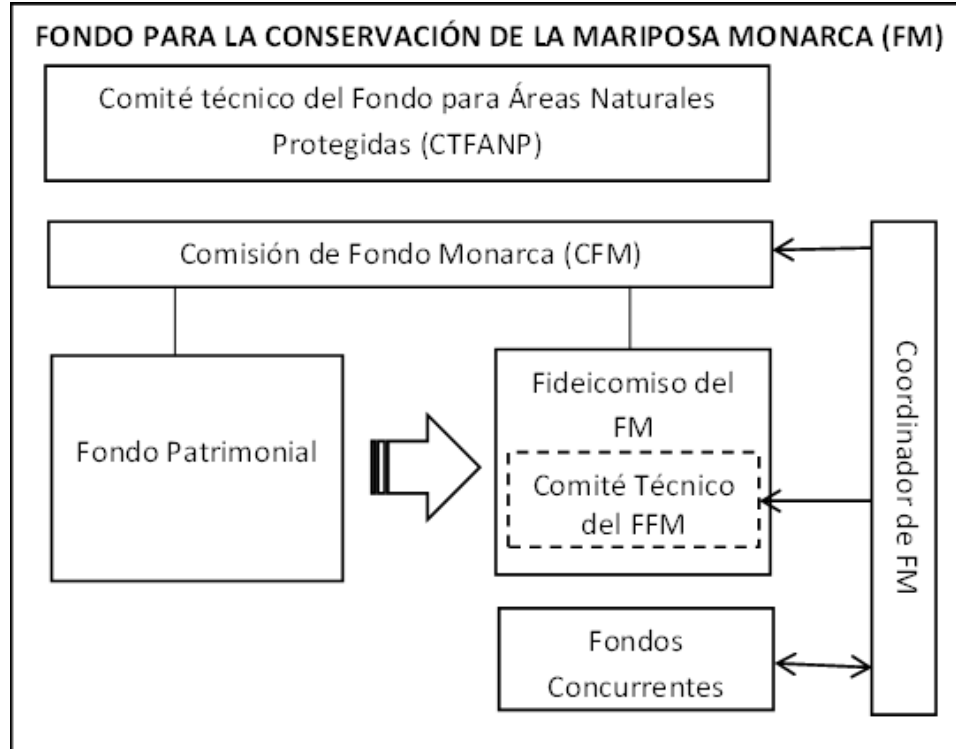 FONDO PARA LA CONSERVACIÓN DE LA MARIPOSA MONARCA (FM)
Comité técnico del Fondo para Áreas Naturales
Protegidas (CTFANP)
Comisión de Fondo Monarca (CFM)
Fondo Patrimonial
Fideicomiso del
FM
Comité Técnico
del FFM
Fondos
Concurrentes
Coordinador de FM